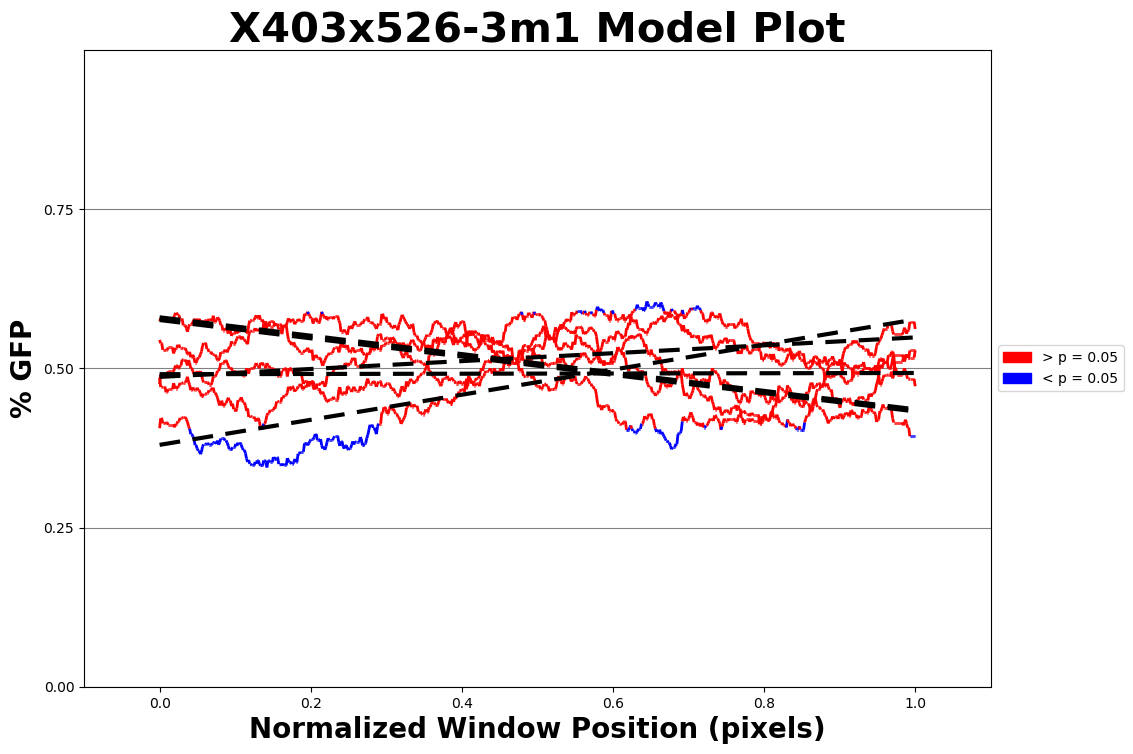 X403x526-3m1 Model Plot
% GFP
0.75
0.50
0.25
0.00
0.0 0.2 0.4 0.6 0.8 1.0
Normalized Window Position (pixels)
> p = 0.05
< p = 0.05